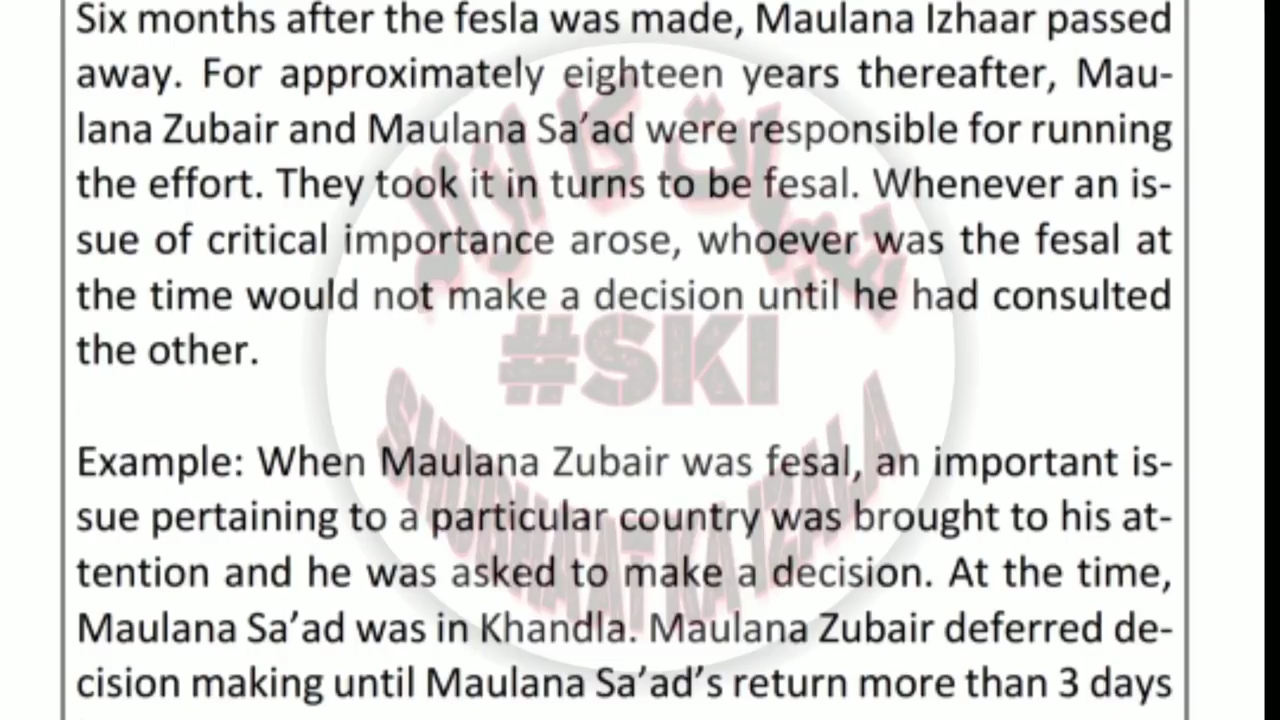 Six months after the fesla was made, Maulana Izhaar passed
away. For approximately eighteen years thereafter, Mau-
lana Zubair and Maulana Sa’ad were responsible for running
the effort. They took it in turns to be fesal. Whenever an is-
sue of critical importance arose, whoever was the fesal at
the time would not make a decision until he had consulted
the other.
Example: When Maulana Zubair was fesal, an important is-
sue pertaining to a particular country was brought to his at-
tention and he was asked to make a decision. At the time,
Maulana Sa’ad was in Khandla. Maulana Zubair deferred de-
cision making until Maulana Sa’ad’s return more than 3 days
شبہات کا ازالہ
#SKI
SHUBHAAT KA IZALA